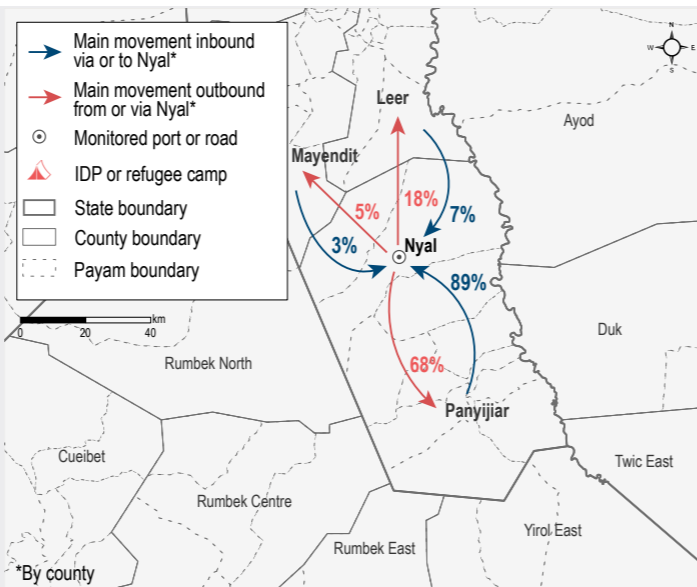 Main movement inbound
via or to Nyal*
Main movement outbound
from or via Nyal*
Monitored port or road
IDP or refugee camp
State boundary
County boundary
Payam boundary
0 20 40 km
N
W E
S
Leer
Ayod
Mayendit
5%
18%
7%
3%
Nyal
89%
Duk
68%
Rumbek North
Panyijiar
Cueibet
Twic East
Rumbek Centre
Yirol East
Rumbek East
*By county